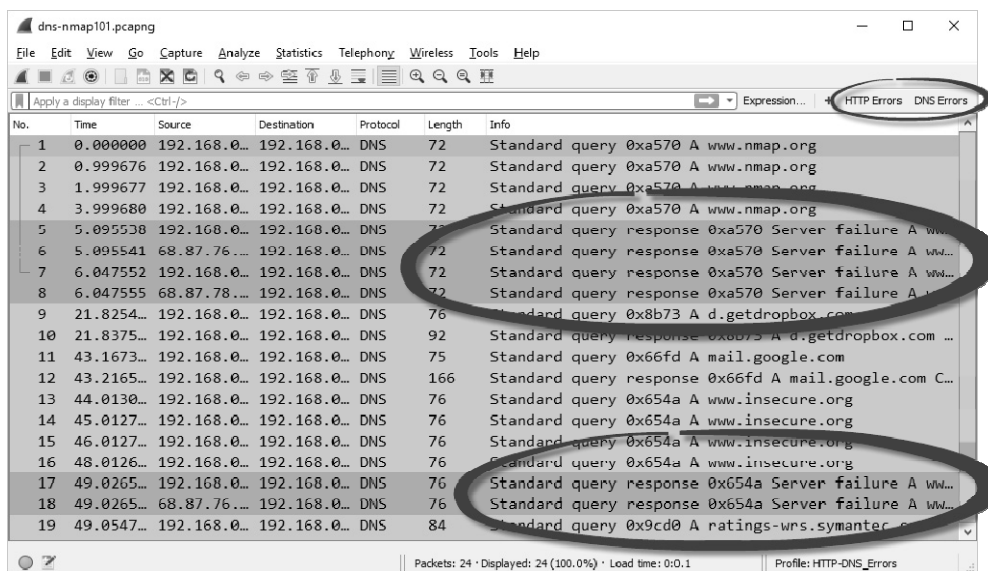 dns-nmap101.pcapng
File Edit View Go Capture Analyze Statistics Telephony Wireless Tools Help
Apply a display filter ... <Ctrl-/> Expression... + HTTP Errors DNS Errors
No. Time Source Destination Protocol Length Info
1 0.000000 192.168.0… 192.168.0… DNS 72 Standard query 0xa570 A www.nmap.org
2 0.999676 192.168.0… 192.168.0… DNS 72 Standard query 0xa570 A www.nmap.org
3 1.999677 192.168.0… 192.168.0… DNS 72 Standard query 0xa570 A www.nmap.org
4 3.999680 192.168.0… 192.168.0… DNS 72 Standard query 0xa570 A www.nmap.org
5 5.095538 192.168.0… 192.168.0… DNS 72 Standard query response 0xa570 Server failure A ww…
6 5.095541 68.87.76.… 192.168.0… DNS 72 Standard query response 0xa570 Server failure A ww…
7 6.047552 192.168.0… 192.168.0… DNS 72 Standard query response 0xa570 Server failure A ww…
8 6.047555 68.87.78.… 192.168.0… DNS 72 Standard query response 0xa570 Server failure A
9 21.8254… 192.168.0… 192.168.0… DNS 76 Standard query 0x8b73 A d.getdropbox.com
10 21.8375… 192.168.0… 192.168.0… DNS 92 Standard query response 0x8b73 A d.getdropbox.com …
11 43.1673… 192.168.0… 192.168.0… DNS 75 Standard query 0x66fd A mail.google.com
12 43.2165… 192.168.0… 192.168.0… DNS 166 Standard query response 0x66fd A mail.google.com C…
13 44.0130… 192.168.0… 192.168.0… DNS 76 Standard query 0x654a A www.insecure.org
14 45.0127… 192.168.0… 192.168.0… DNS 76 Standard query 0x654a A www.insecure.org
15 46.0127… 192.168.0… 192.168.0… DNS 76 Standard query 0x654a A www.insecure.org
16 48.0126… 192.168.0… 192.168.0… DNS 76 Standard query 0x654a A www.insecure.org
17 49.0265… 192.168.0… 192.168.0… DNS 76 Standard query response 0x654a Server failure A ww…
18 49.0265… 68.87.76.… 192.168.0… DNS 76 Standard query response 0x654a Server failure A ww…
19 49.0547… 192.168.0… 192.168.0… DNS 84 Standard query 0x9cd0 A
Packets: 24 · Displayed: 24 (100.0%) · Load time: 0:0.1 Profile: HTTP-DNS_Errors